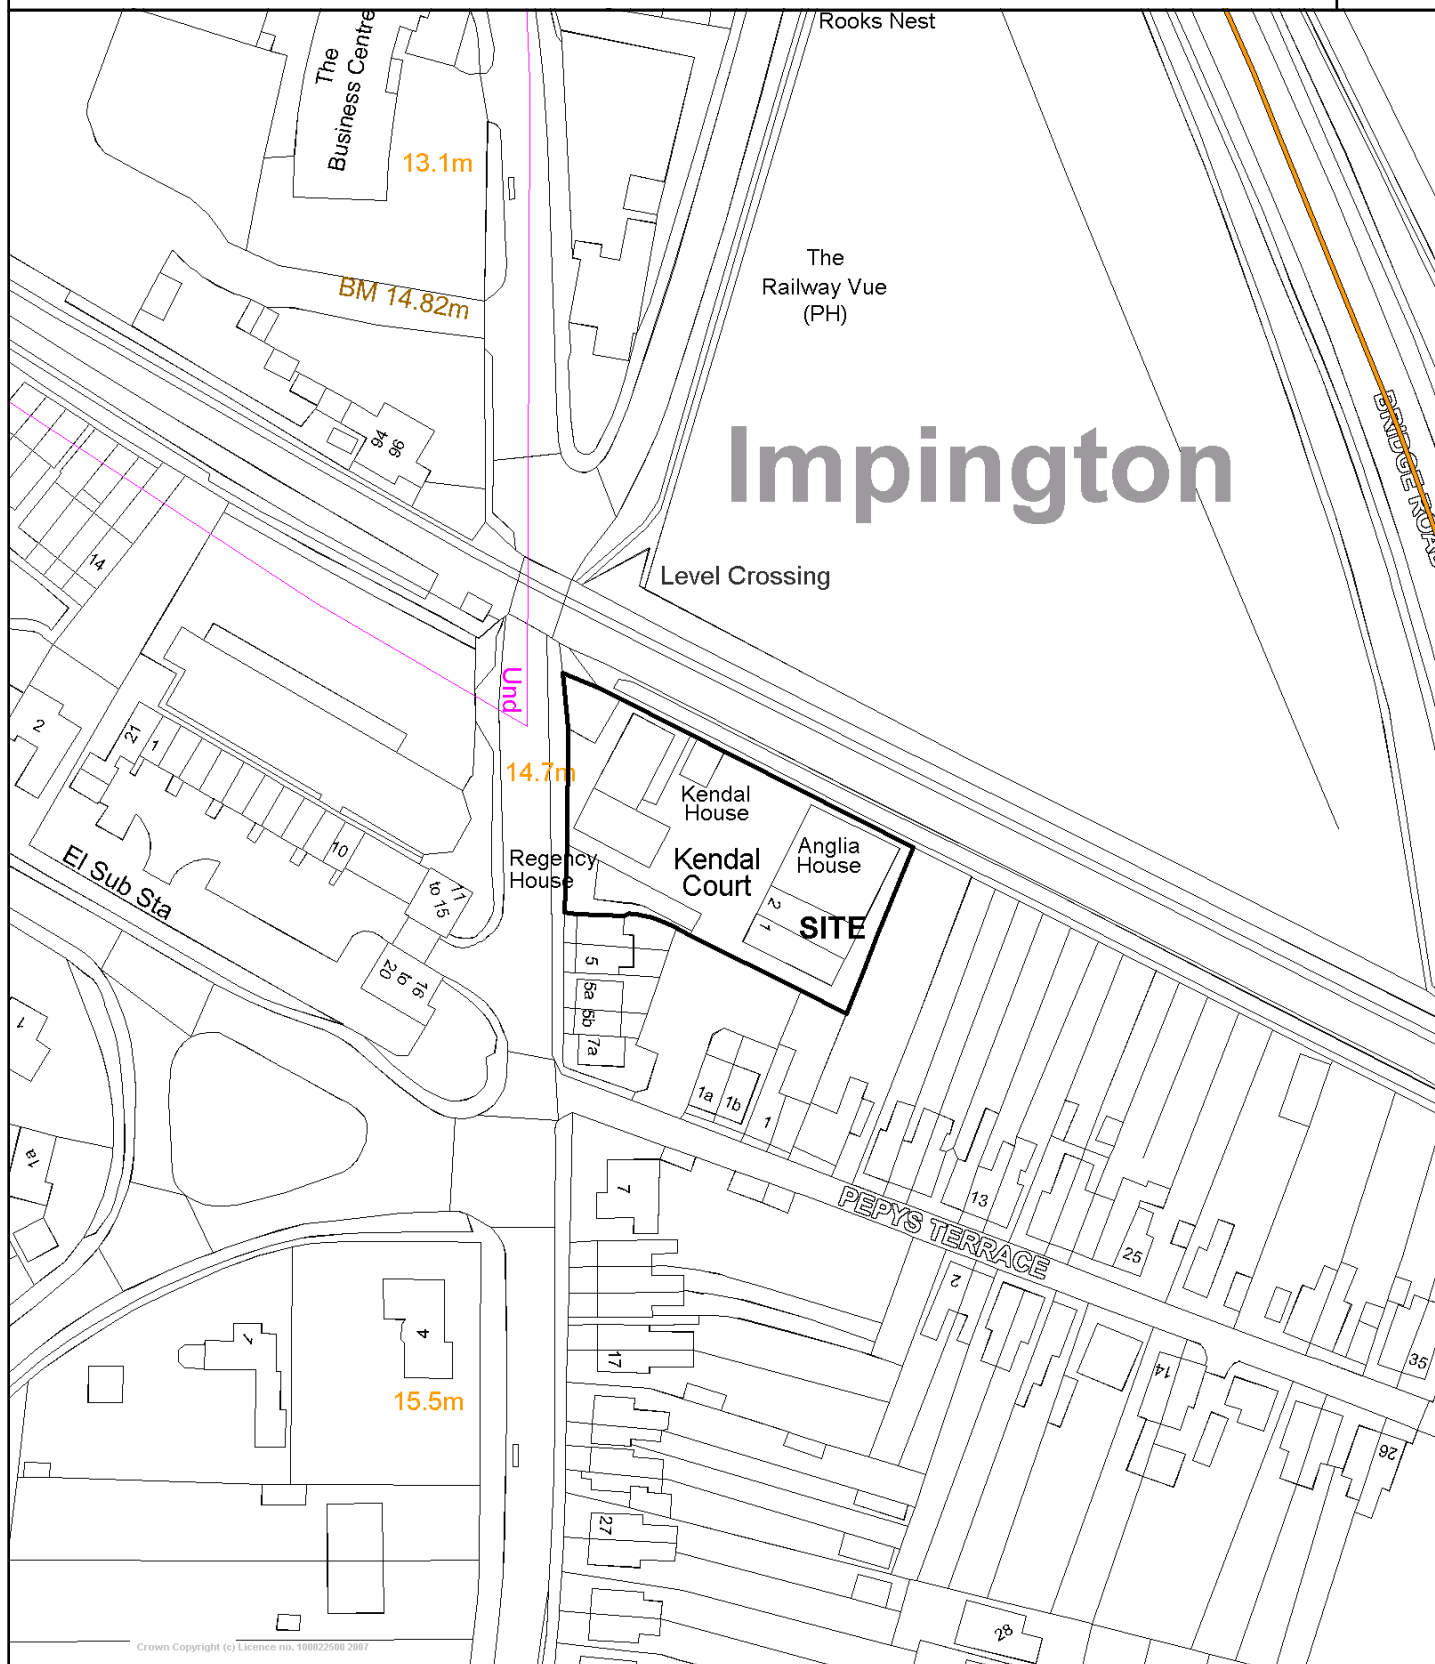 Rooks Nest
The
Business Centre
13.1m
The
Railway Vue
(PH)
BM 14.82m
BRIDGE ROAD
94
96
Impington
14
Level Crossing
Und
2
21
1
14.7m
Kendal
House
Anglia
House
10
Regency
House
Kendal
Court
El Sub Sta
11
to 15
2
1
SITE
16
to
20
5
5a
5b
7a
1
1a
1b
1
1a
7
13
PEPYS TERRACE
25
2
4
17
14
35
15.5m
26
27
28
Crown Copyright (c) Licence no. 100022500 2007